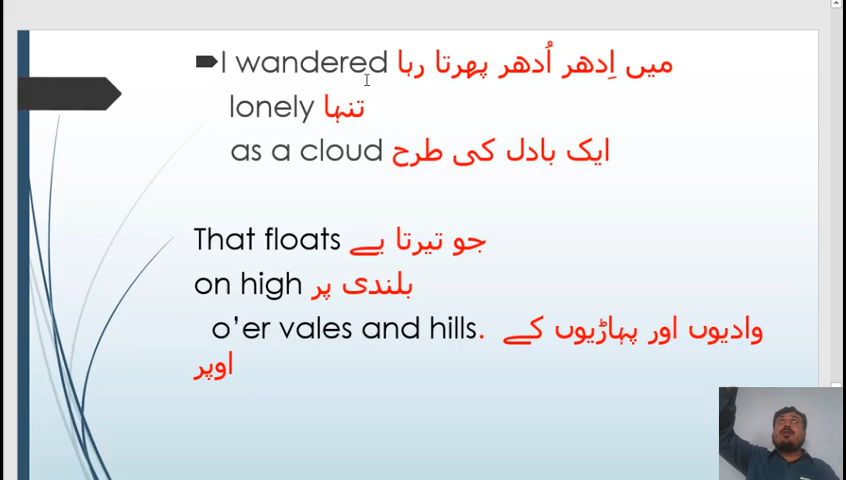 I wandered میں اِدھر اُدھر پھرتا رہا
lonely تنہا
as a cloud ایک بادل کی طرح
That floats جو تیرتا ہے
on high بلندی پر
o’er vales and hills. وادیوں اور پہاڑیوں کے
اوپر